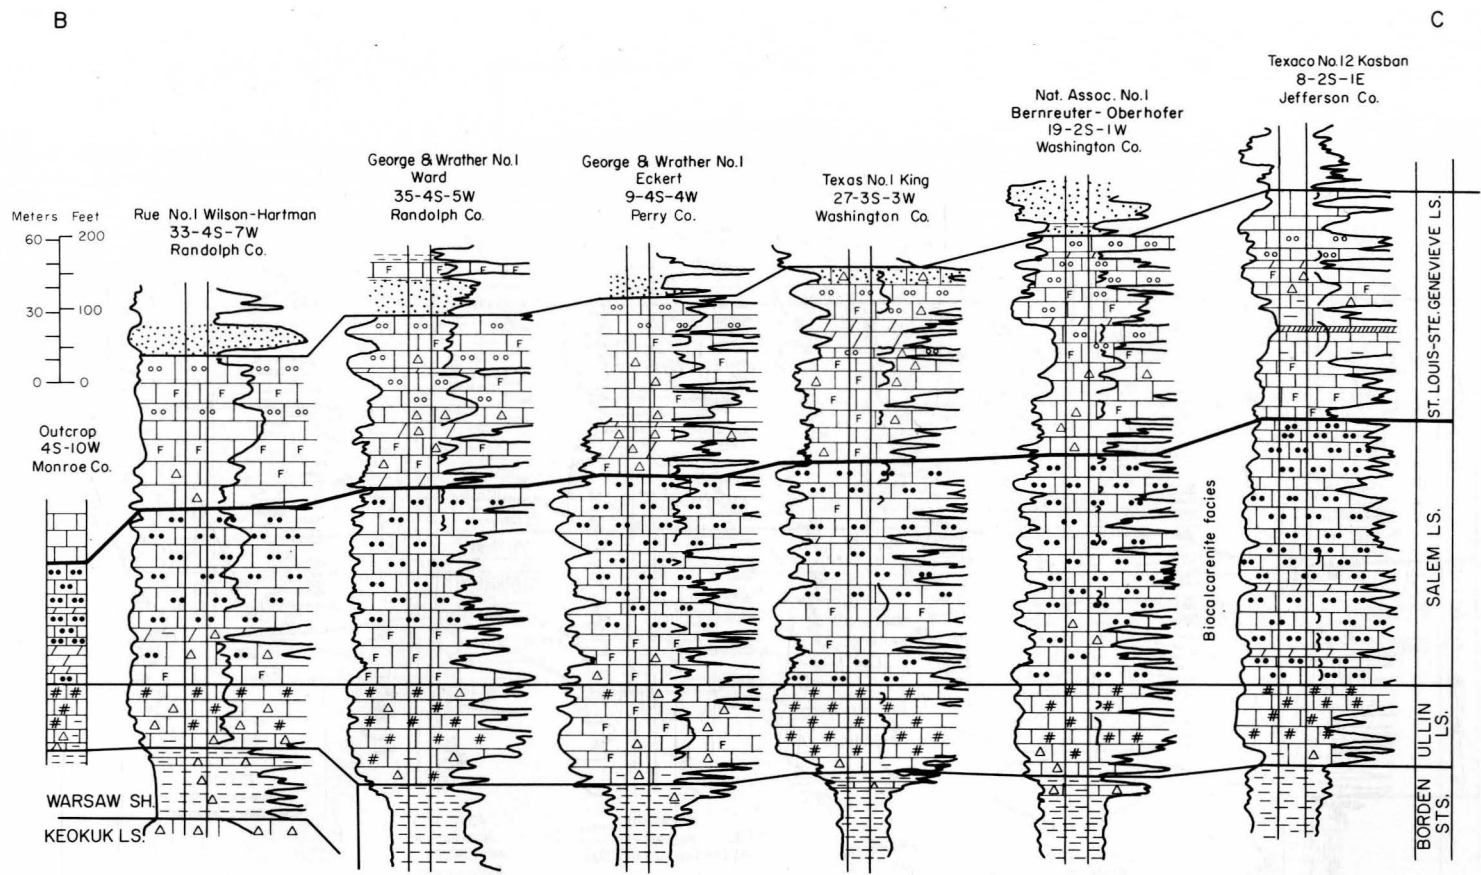 B
C
Texaco No.12 Kasban
8-2S-1E
Jefferson Co.
Nat. Assoc. No.1
Bernreuter-Oberhofer
19-2S-1W
Washington Co.
George & Wrather No.1
Ward
35-4S-5W
Randolph Co.
George & Wrather No.1
Eckert
9-4S-4W
Perry Co.
Texas No.1 King
27-3S-3W
Washington Co.
Rue No.1 Wilson-Hartman
33-4S-7W
Randolph Co.
Meters Feet
60 200
30 100
0 0
Outcrop
4S-10W
Monroe Co.
ST. LOUIS-STE. GENEVIEVE LS.
Biocalcarenite facies
SALEM LS.
ULLIN
LS.
BORDEN
STS.
WARSAW SH.
KEOKUK LS.